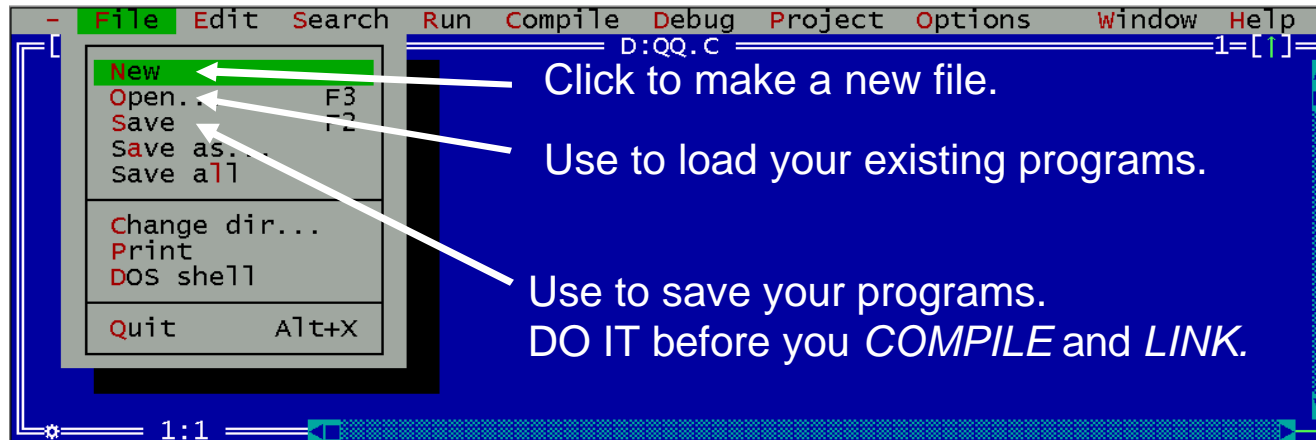 - File Edit Search Run Compile Debug Project Options Window Help
[ D:QQ.C 1=[↑]
New
Click to make a new file.
Open.. F3
Save F2
Save as...
Use to load your existing programs.
Save all
Change dir...
Print
DOS shell
Use to save your programs.
Quit Alt+X
DO IT before you COMPILE and LINK.
1:1